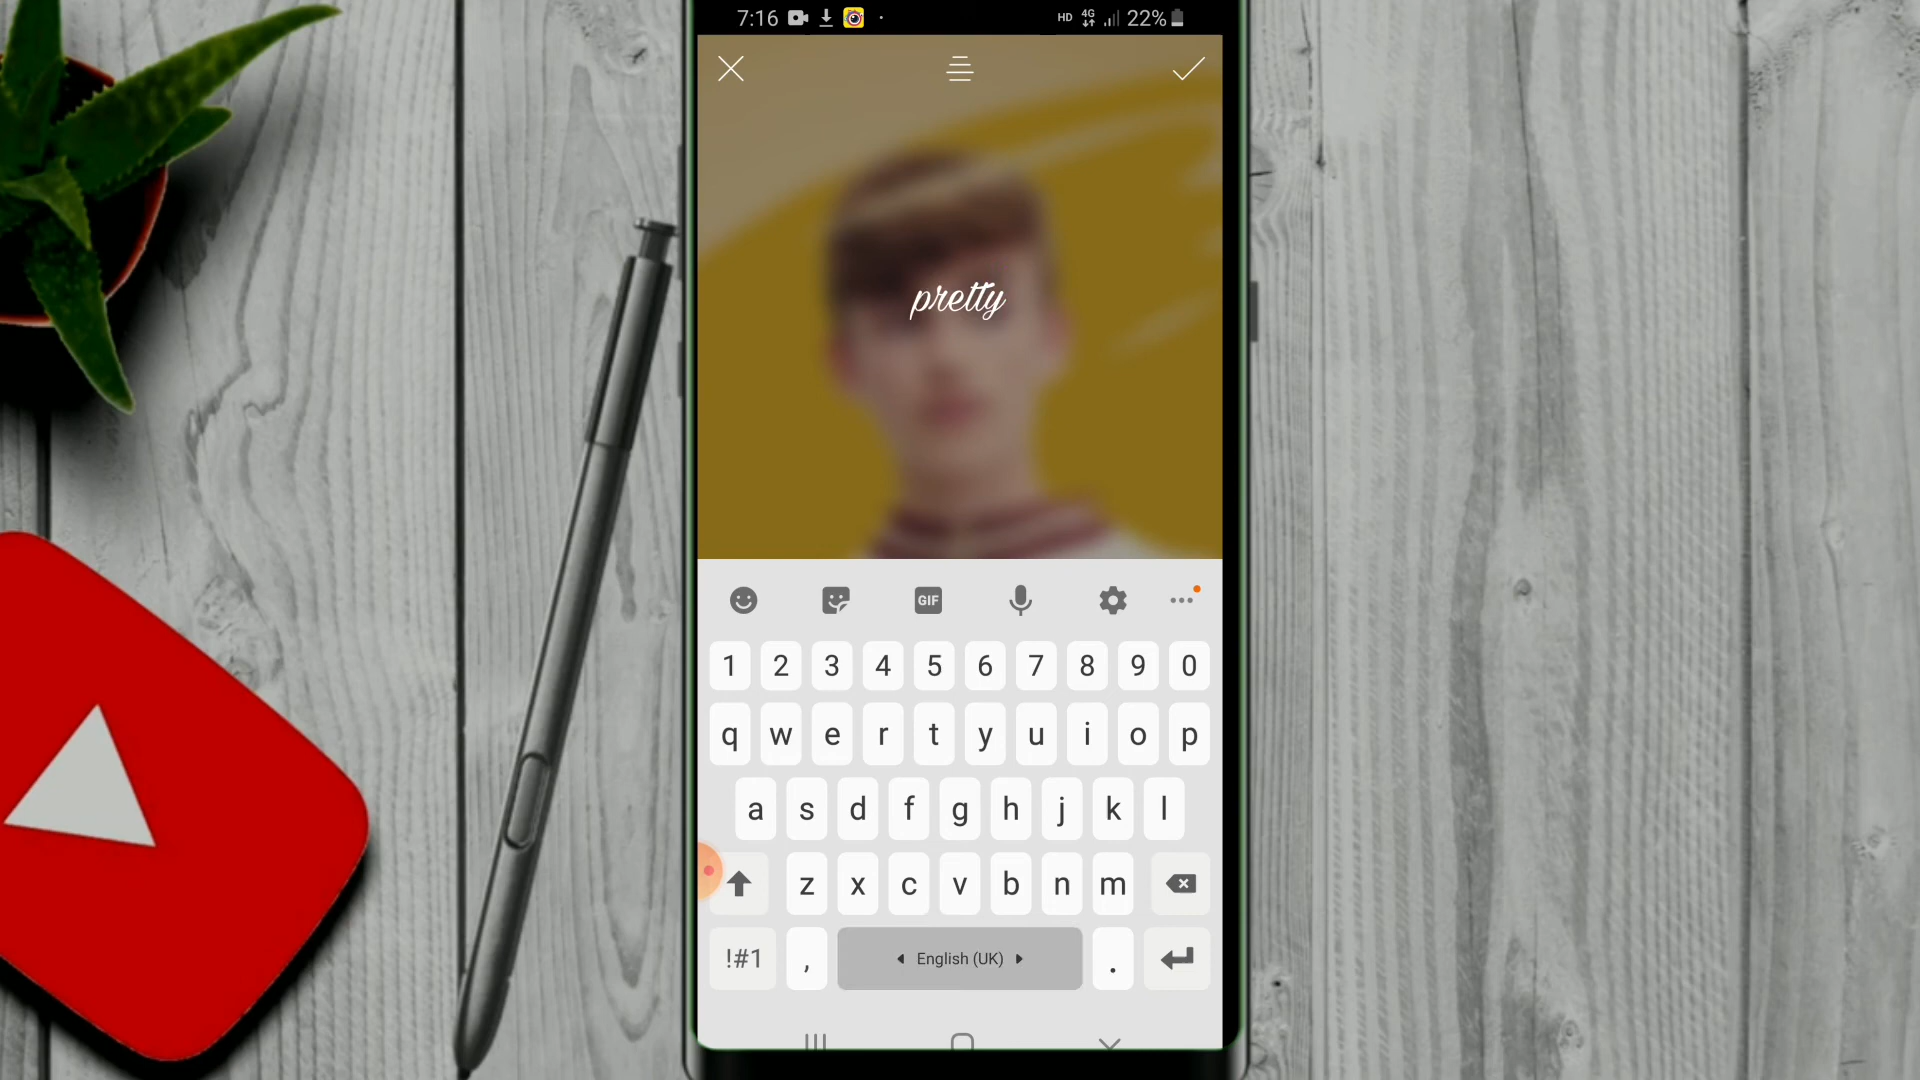 7:16 HD 4G 22%
pretty
GIF
1 2 3 4 5 6 7 8 9 0
q w e r t y u i o p
a s d f g h j k l
z x c v b n m
!#1 , English (UK) .